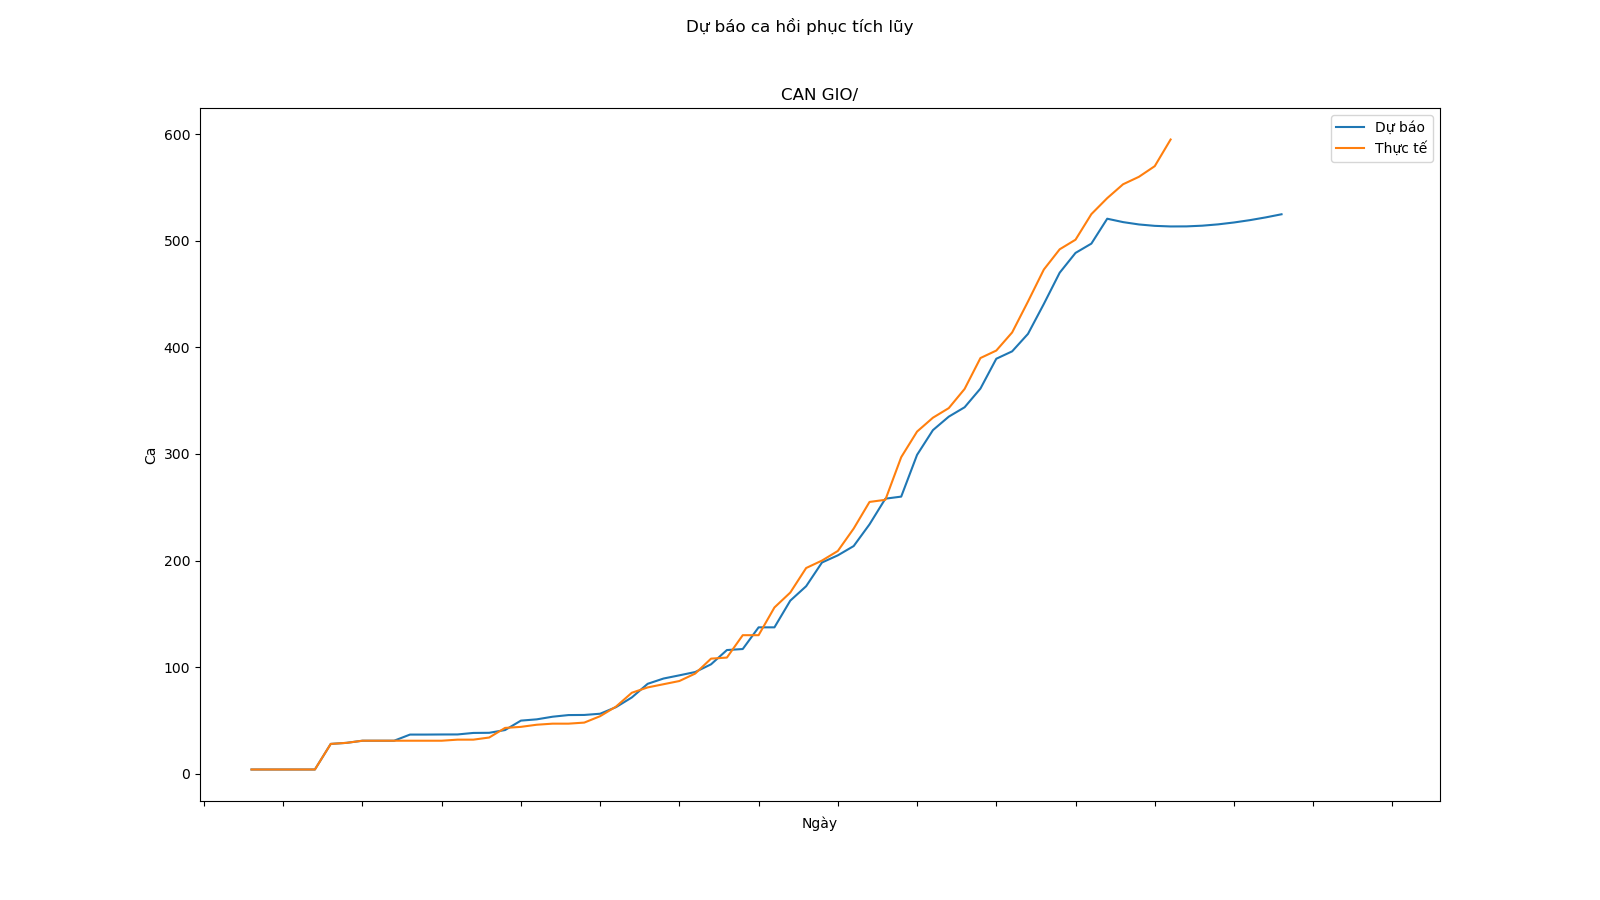 Dự báo ca hồi phục tích lũy
CAN GIO/
Dự báo
Thực tế
600
500
400
300
200
100
0
Ca
Ngày